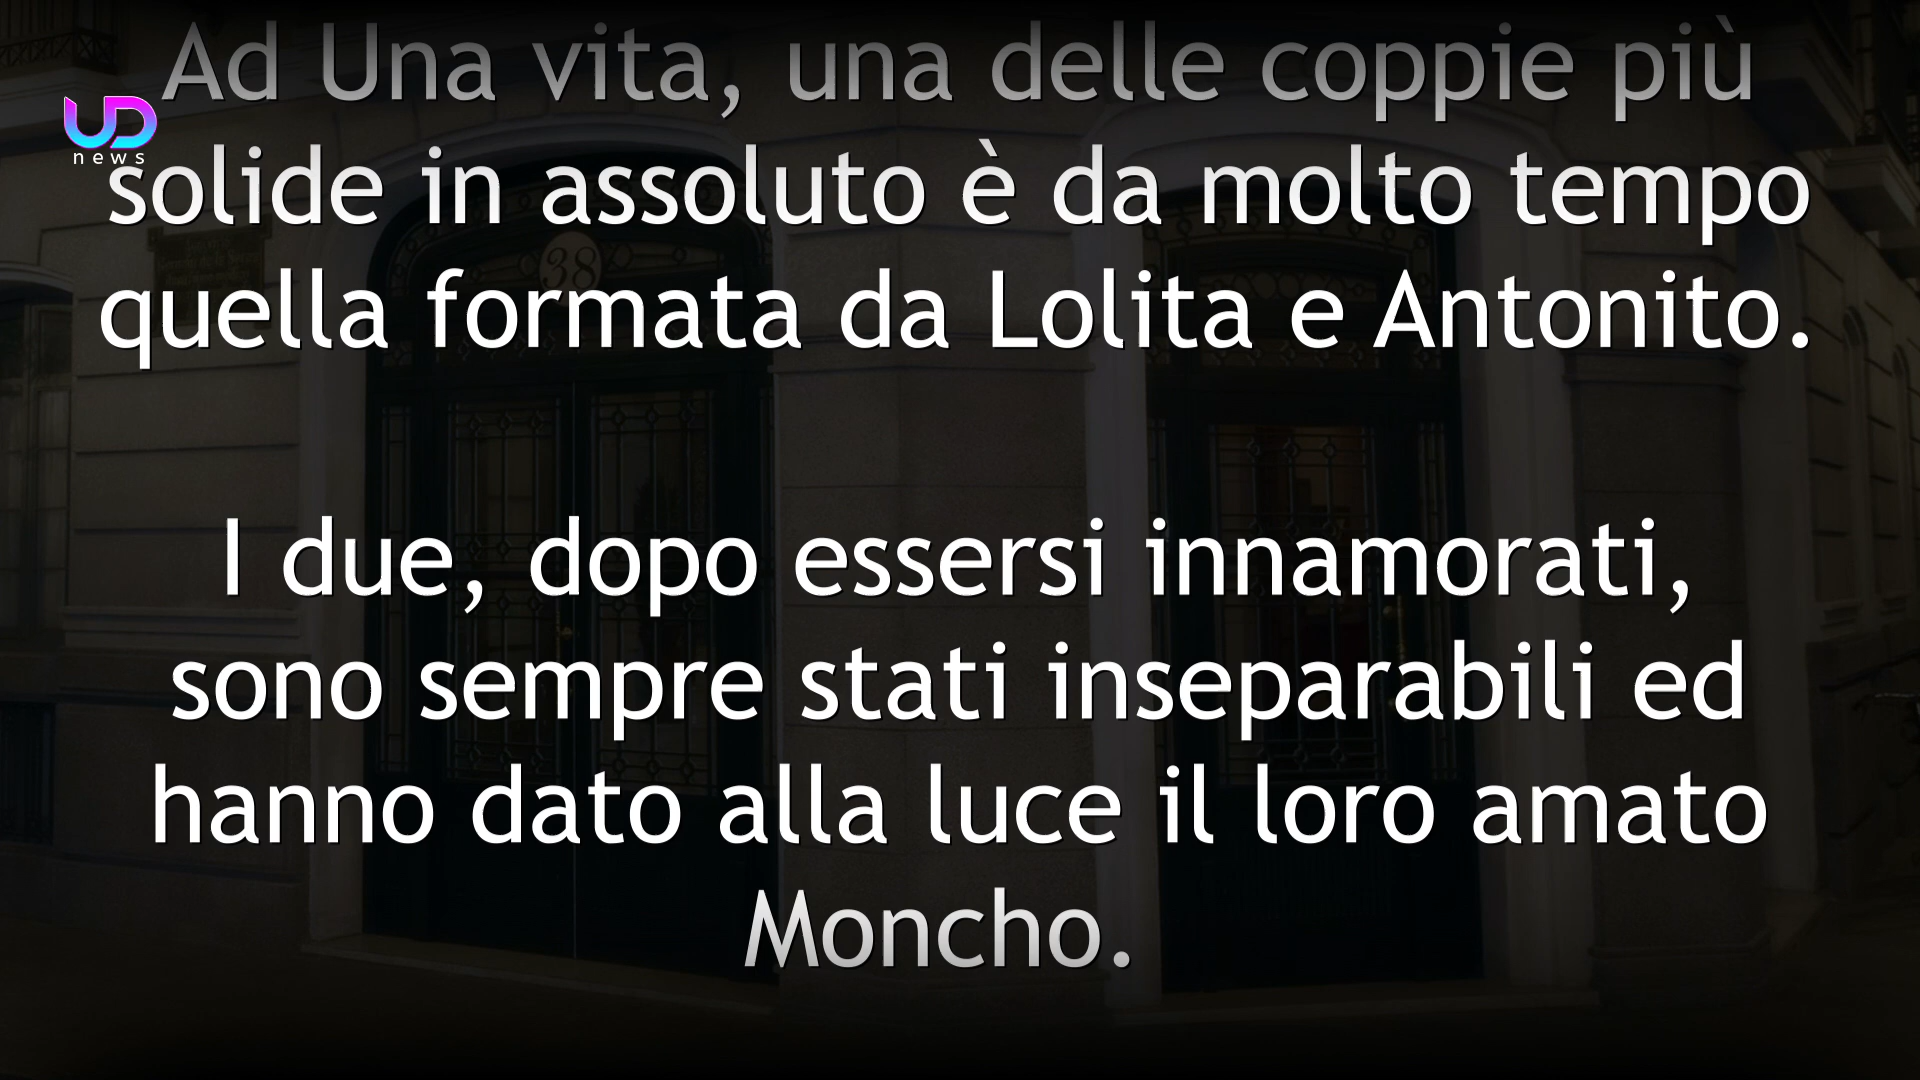 Ad Una vita, una delle coppie più
UD
news
solide in assoluto è da molto tempo
38
quella formata da Lolita e Antonito.
I due, dopo essersi innamorati,
sono sempre stati inseparabili ed
hanno dato alla luce il loro amato
Moncho.